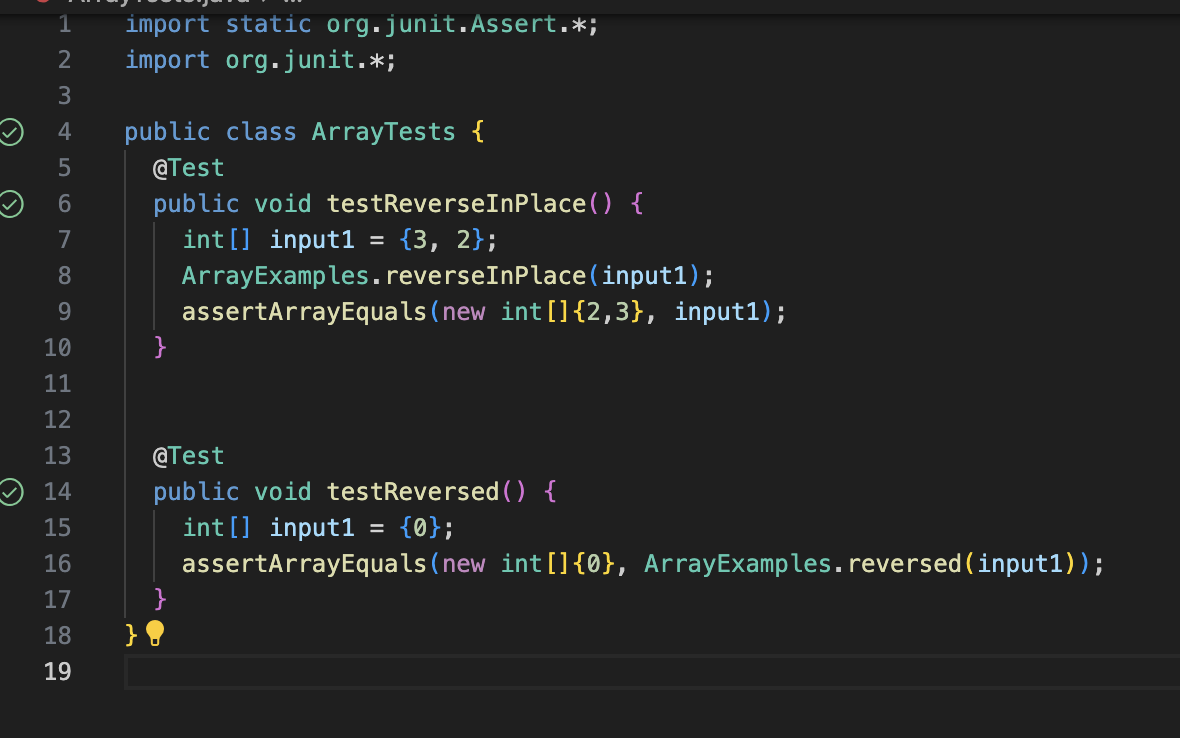 1 import static org.junit.Assert.*;
2 import org.junit.*;
3
4 public class ArrayTests {
5 @Test
6 public void testReverseInPlace() {
7 int[] input1 = {3, 2};
8 ArrayExamples.reverseInPlace(input1);
9 assertArrayEquals(new int[]{2,3}, input1);
10 }
11
12
13 @Test
14 public void testReversed() {
15 int[] input1 = {0};
16 assertArrayEquals(new int[]{0}, ArrayExamples.reversed(input1));
17 }
18 }
19